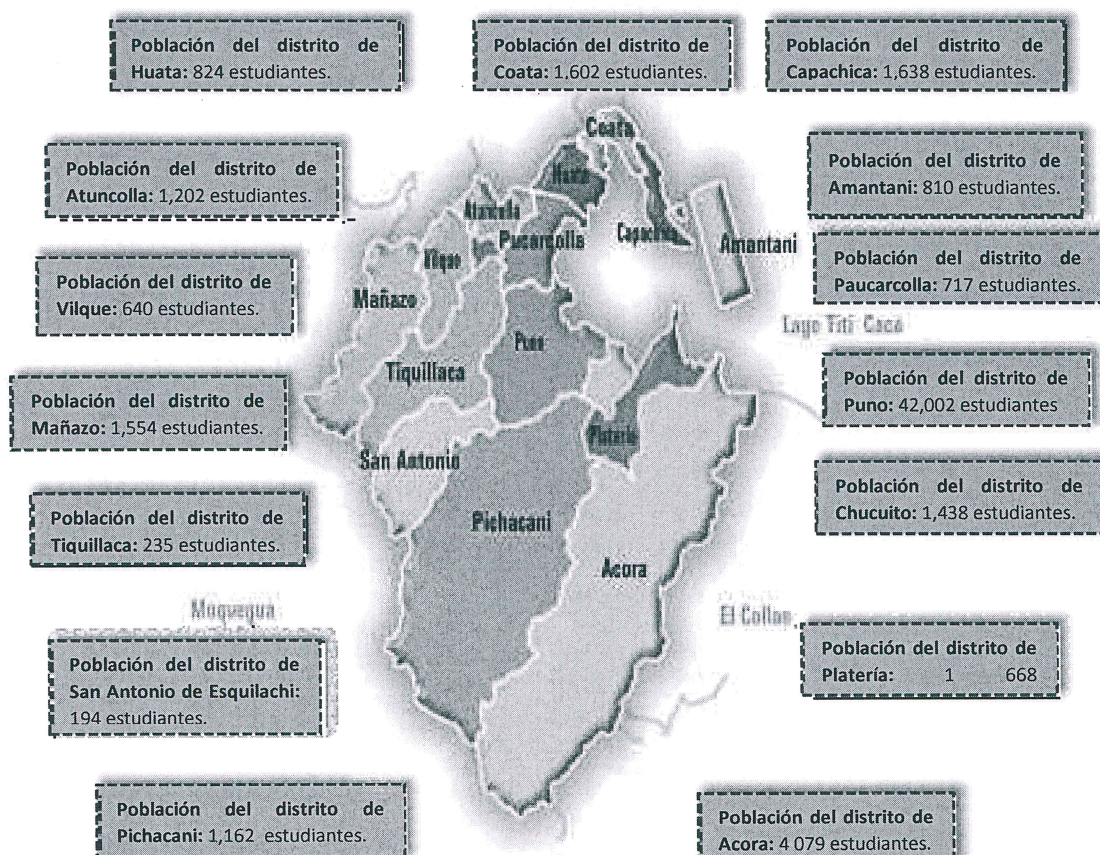 Población del distrito de
Huata: 824 estudiantes.
Población del distrito de
Coata: 1,602 estudiantes.
Población del distrito de
Capachica: 1,638 estudiantes.
Población del distrito de
Atuncolla: 1,202 estudiantes.
Población del distrito de
Amantani: 810 estudiantes.
Población del distrito de
Vilque: 640 estudiantes.
Población del distrito de
Paucarcolla: 717 estudiantes.
Población del distrito de
Mañazo: 1,554 estudiantes.
Población del distrito de
Puno: 42,002 estudiantes
Población del distrito de
Tiquillaca: 235 estudiantes.
Población del distrito de
Chucuito: 1,438 estudiantes.
Población del distrito de
San Antonio de Esquilachi:
194 estudiantes.
Población del distrito de
Platería: 1 668
Población del distrito de
Pichacani: 1,162 estudiantes.
Población del distrito de
Acora: 4 079 estudiantes.
Coata
Huata
Atuncolla
Capachica
Pucarcolla
Amantani
Vilque
Mañazo
Lago Titi Caca
Puno
Tiquillaca
Plateria
San Antonio
Pichacani
Acora
Moquegua
El Collao